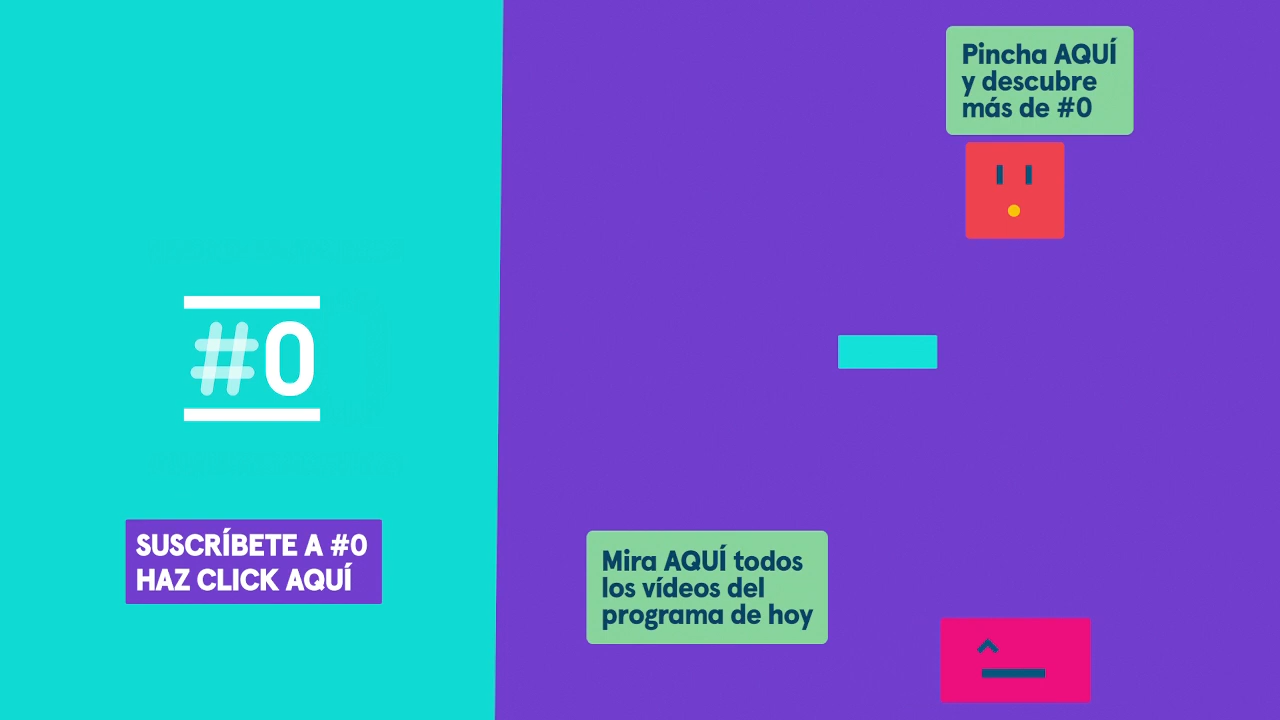 #0
SUSCRÍBETE A #0
HAZ CLICK AQUÍ
Pincha AQUÍ
y descubre
más de #0
Mira AQUÍ todos
los vídeos del
programa de hoy